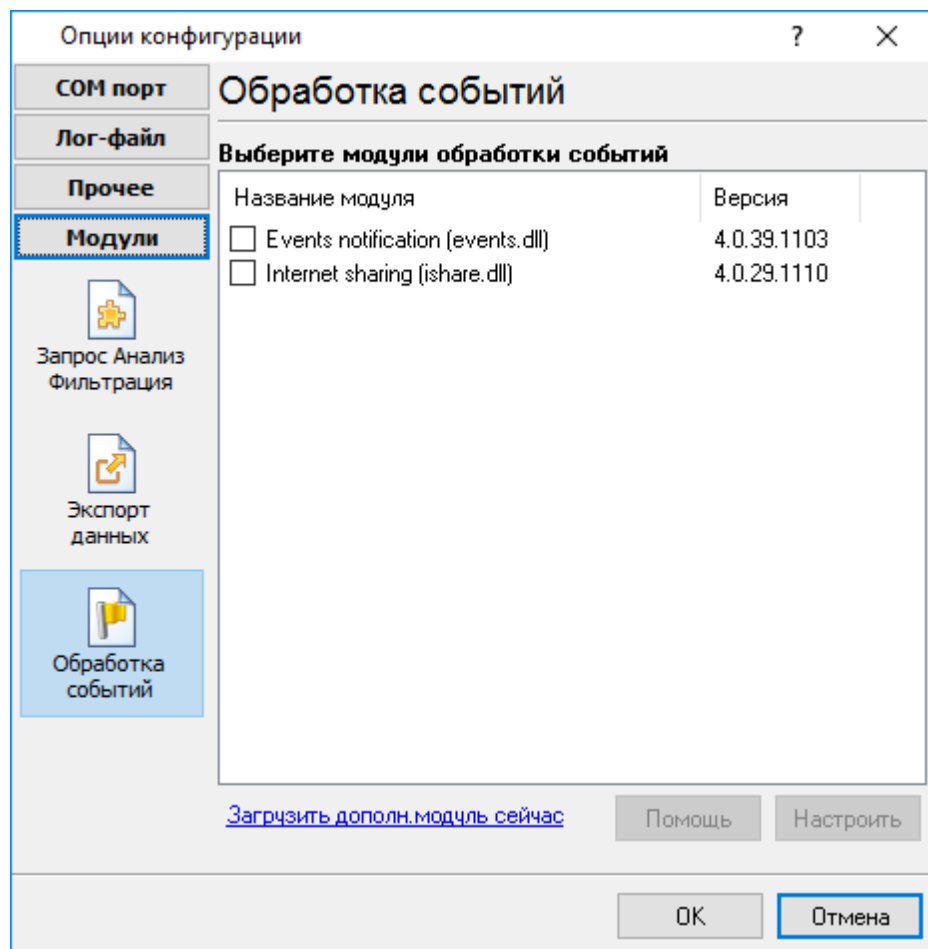 Опции конфигурации
?
COM порт
Лог-файл
Прочее
Модули
Запрос Анализ
Фильтрация
Экспорт
данных
Обработка
событий
Обработка событий
Выберите модули обработки событий
Название модуля Версия
Events notification (events.dll) 4.0.39.1103
Internet sharing (ishare.dll) 4.0.29.1110
Загрузить дополн.модуль сейчас
Помощь
Настроить
OK
Отмена